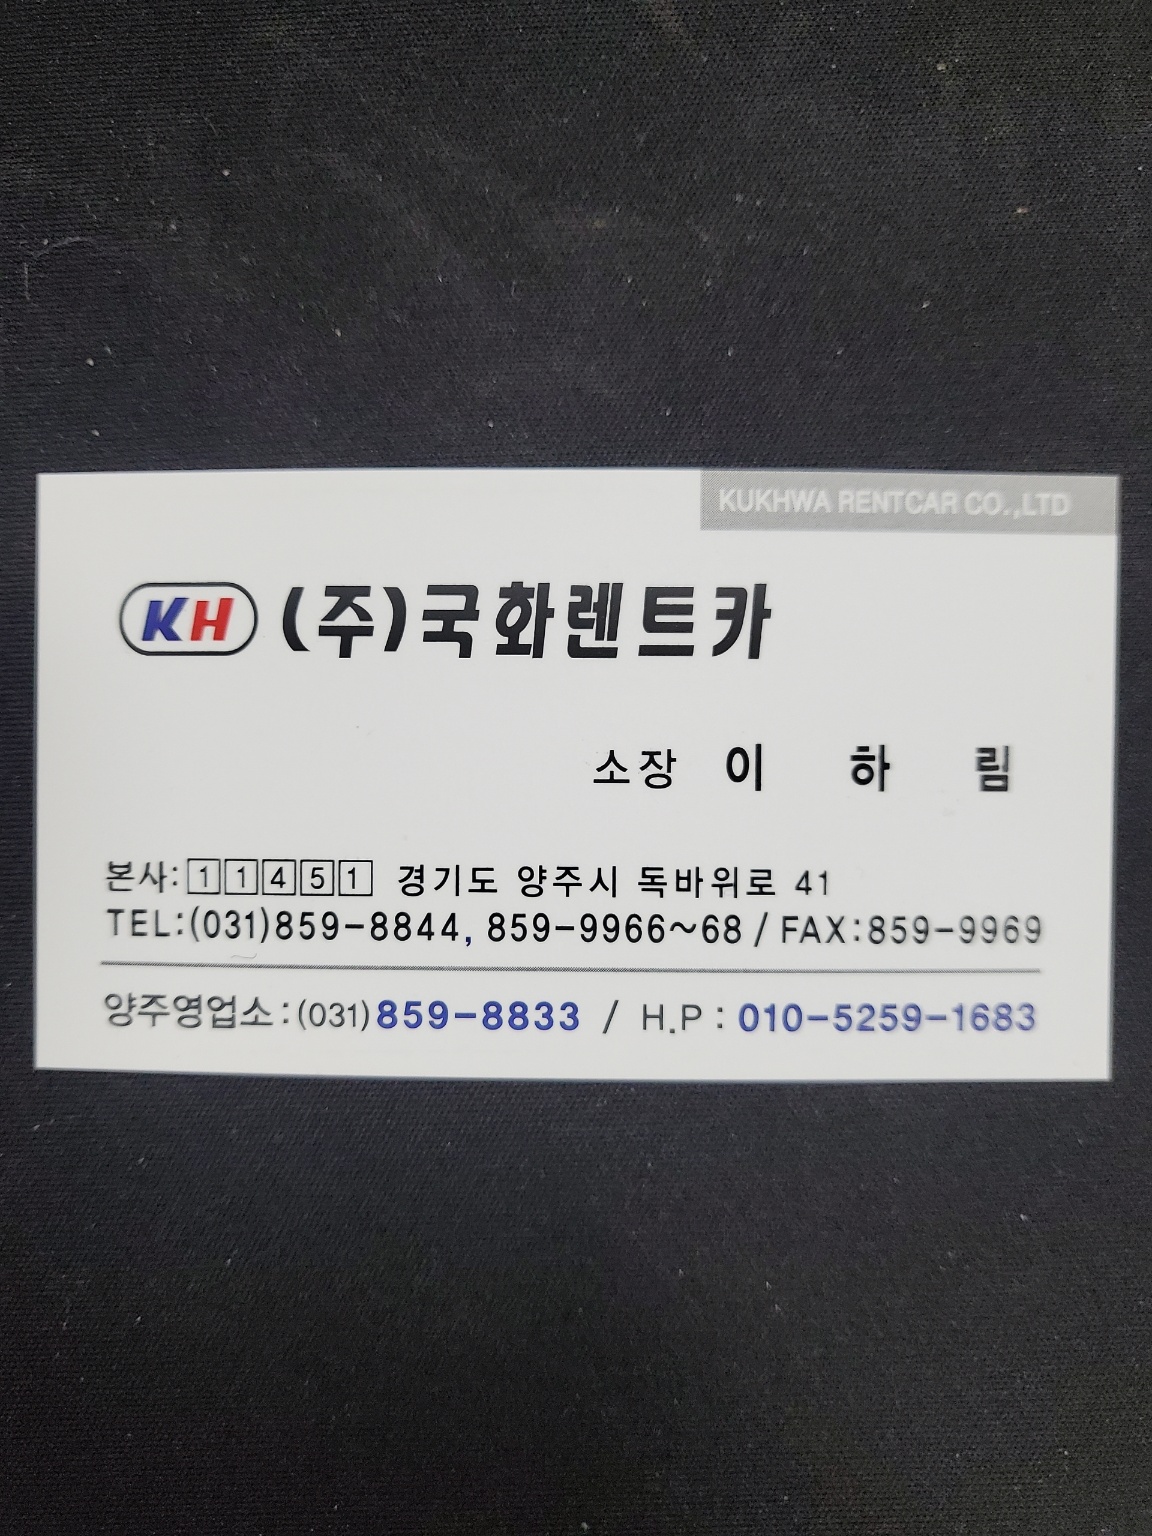 KUKHWA RENTCAR CO.,LTD
KH (주)국화렌트카
소장 이 하 림
본사:11451 경기도 양주시 독바위로 41
TEL:(031)859-8844, 859-9966~68 / FAX:859-9969
양주영업소:(031)859-8833 / H.P : 010-5259-1683